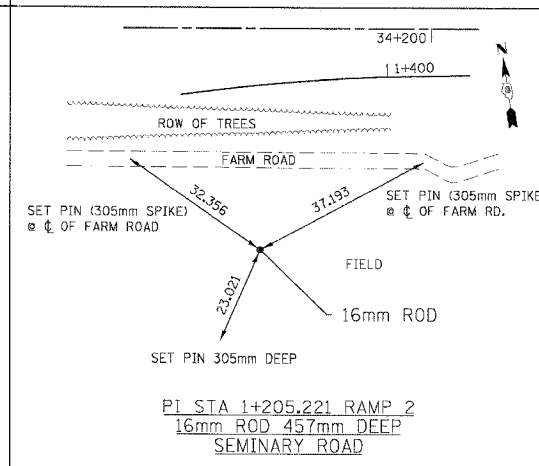 34+200
N
1+400
ROW OF TREES
FARM ROAD
32.356
37.193
SET PIN (305mm SPIKE)
@ ℄ OF FARM ROAD
SET PIN (305mm SPIKE
@ ℄ OF FARM RD.
FIELD
23.021
16mm ROD
SET PIN 305mm DEEP
PI STA 1+205.221 RAMP 2
16mm ROD 457mm DEEP
SEMINARY ROAD